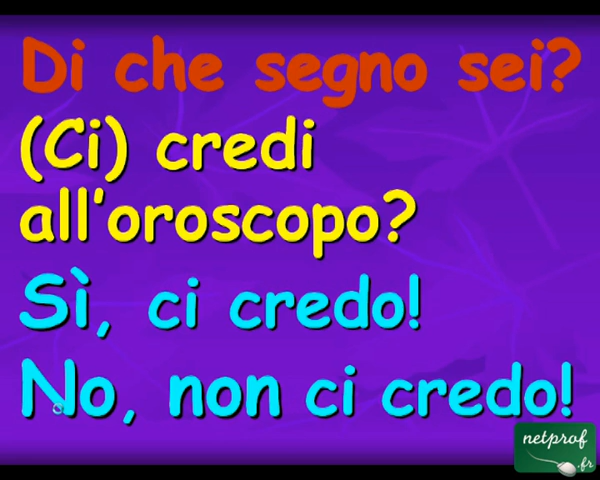 Di che segno sei?
(Ci) credi
all'oroscopo?
Sì, ci credo!
No, non ci credo!
netprof
.fr